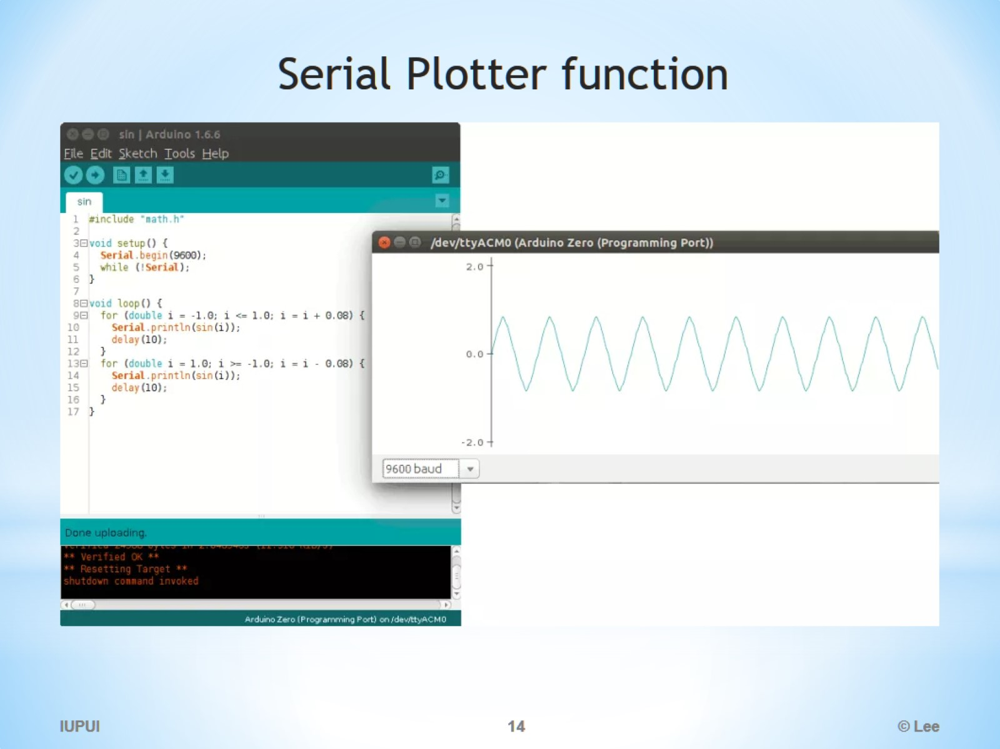 Serial Plotter function
sin | Arduino 1.6.6
File Edit Sketch Tools Help
sin
1 #include "math.h"
2
3 void setup() {
4 Serial.begin(9600);
5 while (!Serial);
6 }
7
8 void loop() {
9 for (double i = -1.0; i <= 1.0; i = i + 0.08) {
10 Serial.println(sin(i));
11 delay(10);
12 }
13 for (double i = 1.0; i >= -1.0; i = i - 0.08) {
14 Serial.println(sin(i));
15 delay(10);
16 }
17 }
/dev/ttyACM0 (Arduino Zero (Programming Port))
2.0
0.0
-2.0
9600 baud
Done uploading.
** Verified OK **
** Resetting Target **
shutdown command invoked
Arduino Zero (Programming Port) on /dev/ttyACM0
IUPUI
14
© Lee